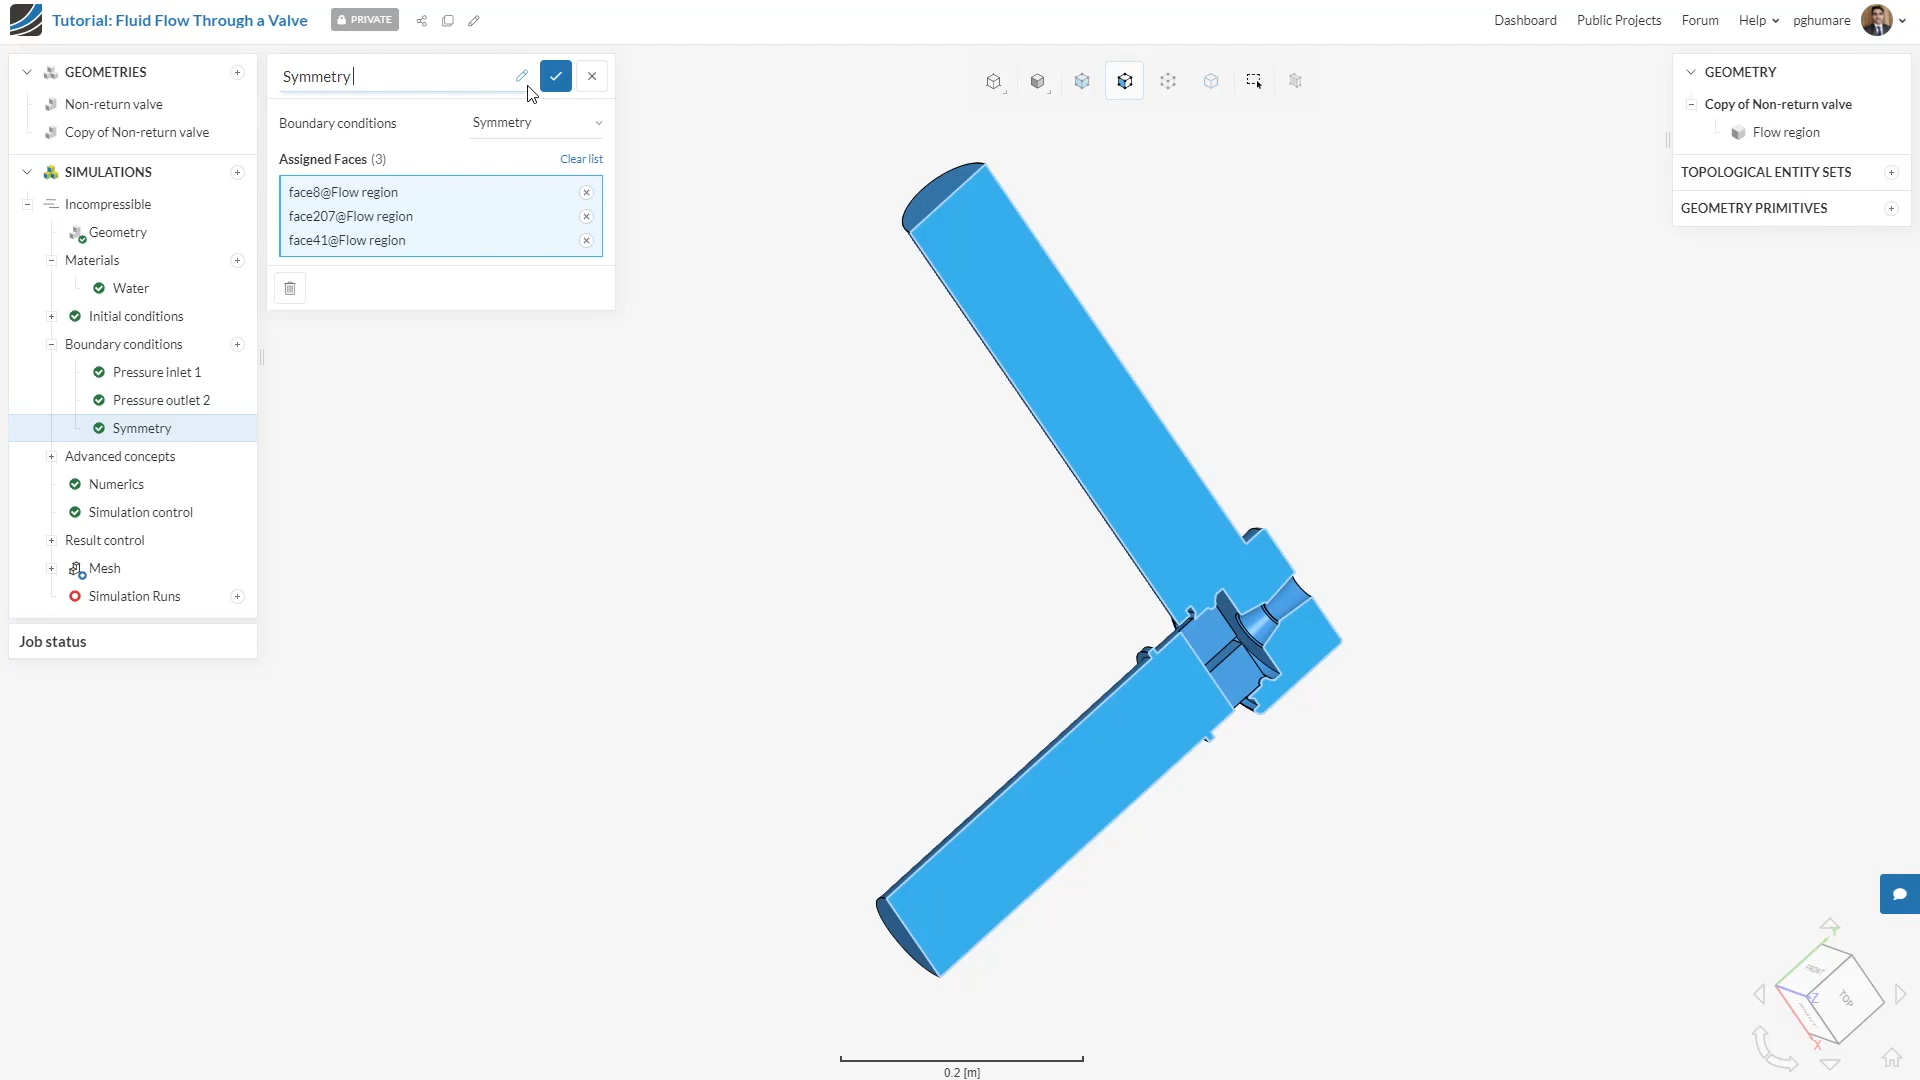 Tutorial: Fluid Flow Through a Valve
PRIVATE
Dashboard
Public Projects
Forum
Help
pghumare
GEOMETRIES
Non-return valve
Copy of Non-return valve
SIMULATIONS
Incompressible
Geometry
Materials
Water
Initial conditions
Boundary conditions
Pressure inlet 1
Pressure outlet 2
Symmetry
Advanced concepts
Numerics
Simulation control
Result control
Mesh
Simulation Runs
Job status
Symmetry
Boundary conditions
Symmetry
Assigned Faces (3)
Clear list
face8@Flow region
face207@Flow region
face41@Flow region
GEOMETRY
Copy of Non-return valve
Flow region
TOPOLOGICAL ENTITY SETS
GEOMETRY PRIMITIVES
Y
FRONT
TOP
Z
X
0.2 [m]